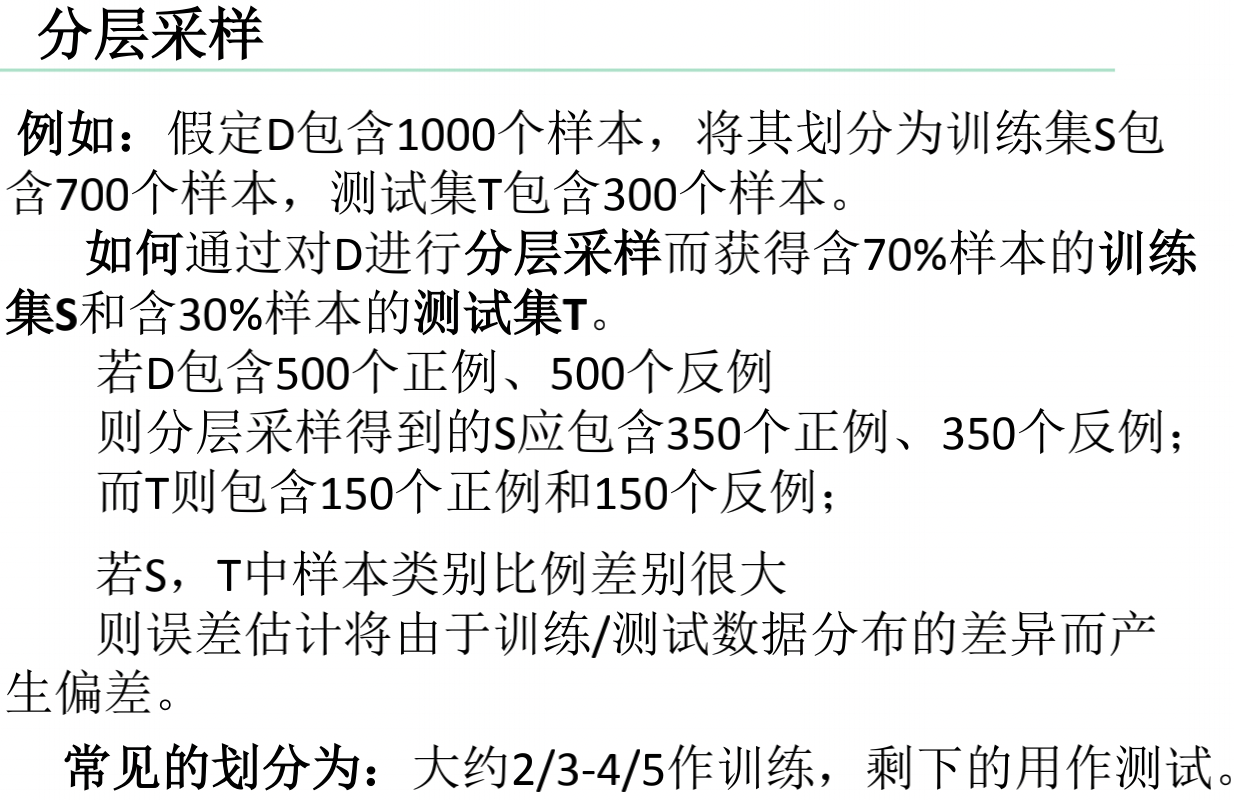 分层采样
例如：假定D包含1000个样本，将其划分为训练集S包
含700个样本，测试集T包含300个样本。
如何通过对D进行分层采样而获得含70%样本的训练
集S和含30%样本的测试集T。
若D包含500个正例、500个反例
则分层采样得到的S应包含350个正例、350个反例；
而T则包含150个正例和150个反例；
若S，T中样本类别比例差别很大
则误差估计将由于训练/测试数据分布的差异而产
生偏差。
常见的划分为：大约2/3-4/5作训练，剩下的用作测试。